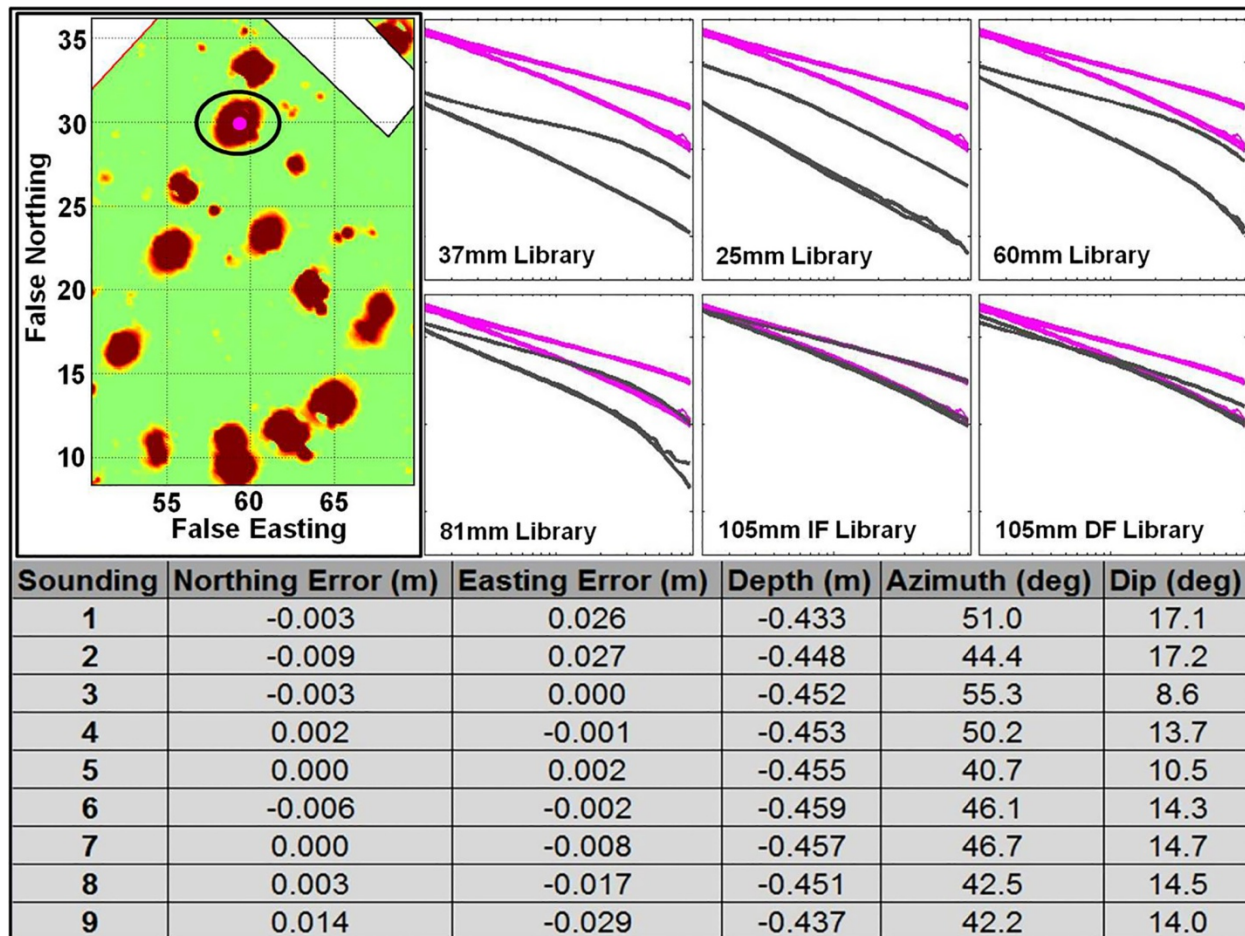 35
30
25
20
15
10
False Northing
55 60 65
False Easting
37mm Library
25mm Library
60mm Library
81mm Library
105mm IF Library
105mm DF Library
Sounding Northing Error (m) Easting Error (m) Depth (m) Azimuth (deg) Dip (deg)
1 -0.003 0.026 -0.433 51.0 17.1
2 -0.009 0.027 -0.448 44.4 17.2
3 -0.003 0.000 -0.452 55.3 8.6
4 0.002 -0.001 -0.453 50.2 13.7
5 0.000 0.002 -0.455 40.7 10.5
6 -0.006 -0.002 -0.459 46.1 14.3
7 0.000 -0.008 -0.457 46.7 14.7
8 0.003 -0.017 -0.451 42.5 14.5
9 0.014 -0.029 -0.437 42.2 14.0